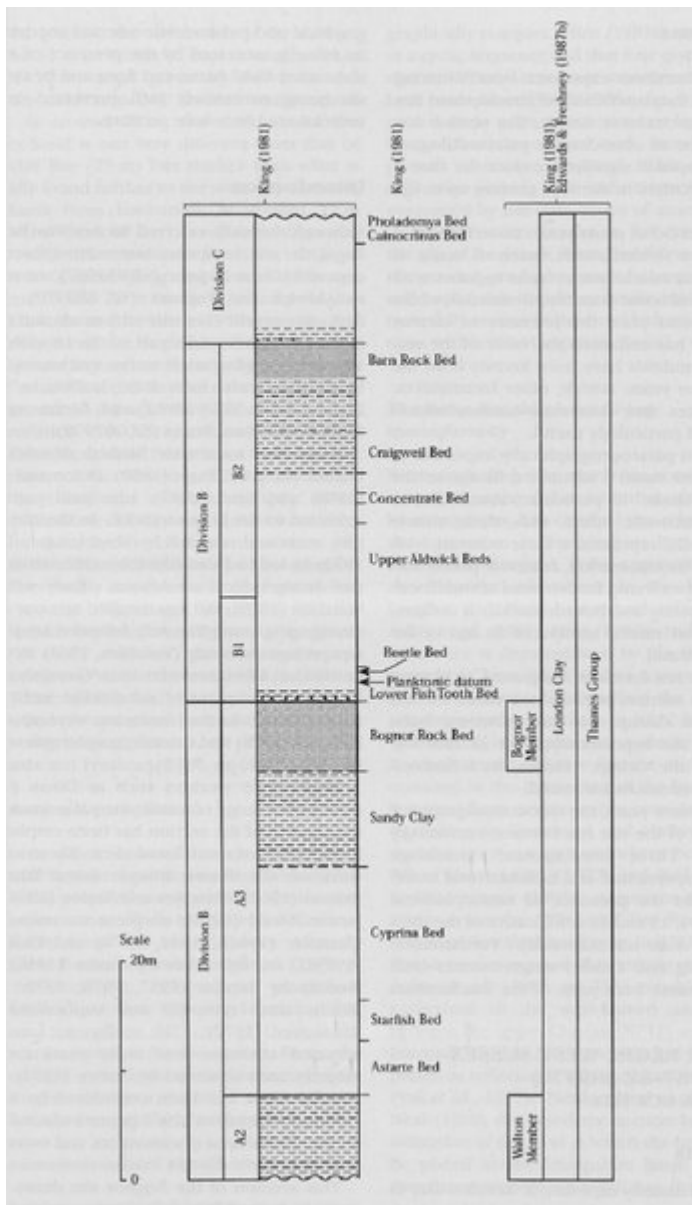 King (1981)
King (1981)
King (1981)
Edwards & Freshney (1987b)
Pholadomya Bed
Catinocrinus Bed
Division C
Barn Rock Bed
Craigwell Bed
B2
Concentrate Bed
Division B
Upper Aldwick Beds
B1
Beetle Bed
Planktonic datum
Lower Fish Tooth Bed
Bognor Rock Bed
Bognor
Member
London Clay
Thames Group
Sandy Clay
A3
Cyprina Bed
Division B
Scale
20m
Starfish Bed
Astarte Bed
A2
Walton
Member
0